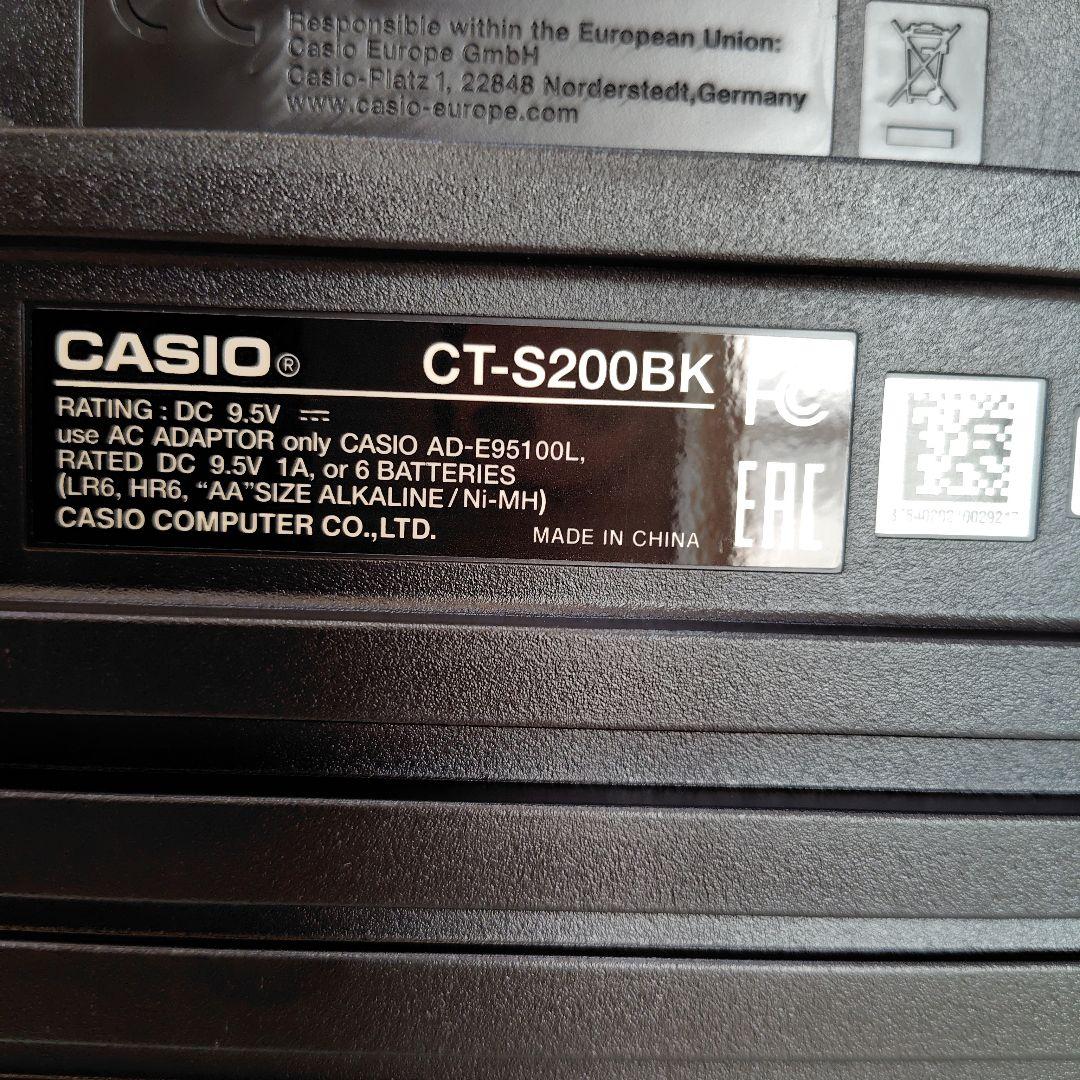 Responsible within the European Union:
Casio Europe GmbH
Casio-Platz 1, 22848 Norderstedt,Germany
www.casio-europe.com
CASIO® CT-S200BK
RATING : DC 9.5V ⎓
use AC ADAPTOR only CASIO AD-E95100L,
RATED DC 9.5V 1A, or 6 BATTERIES
(LR6, HR6, “AA”SIZE ALKALINE / Ni-MH)
CASIO COMPUTER CO.,LTD. MADE IN CHINA
FC
EAC